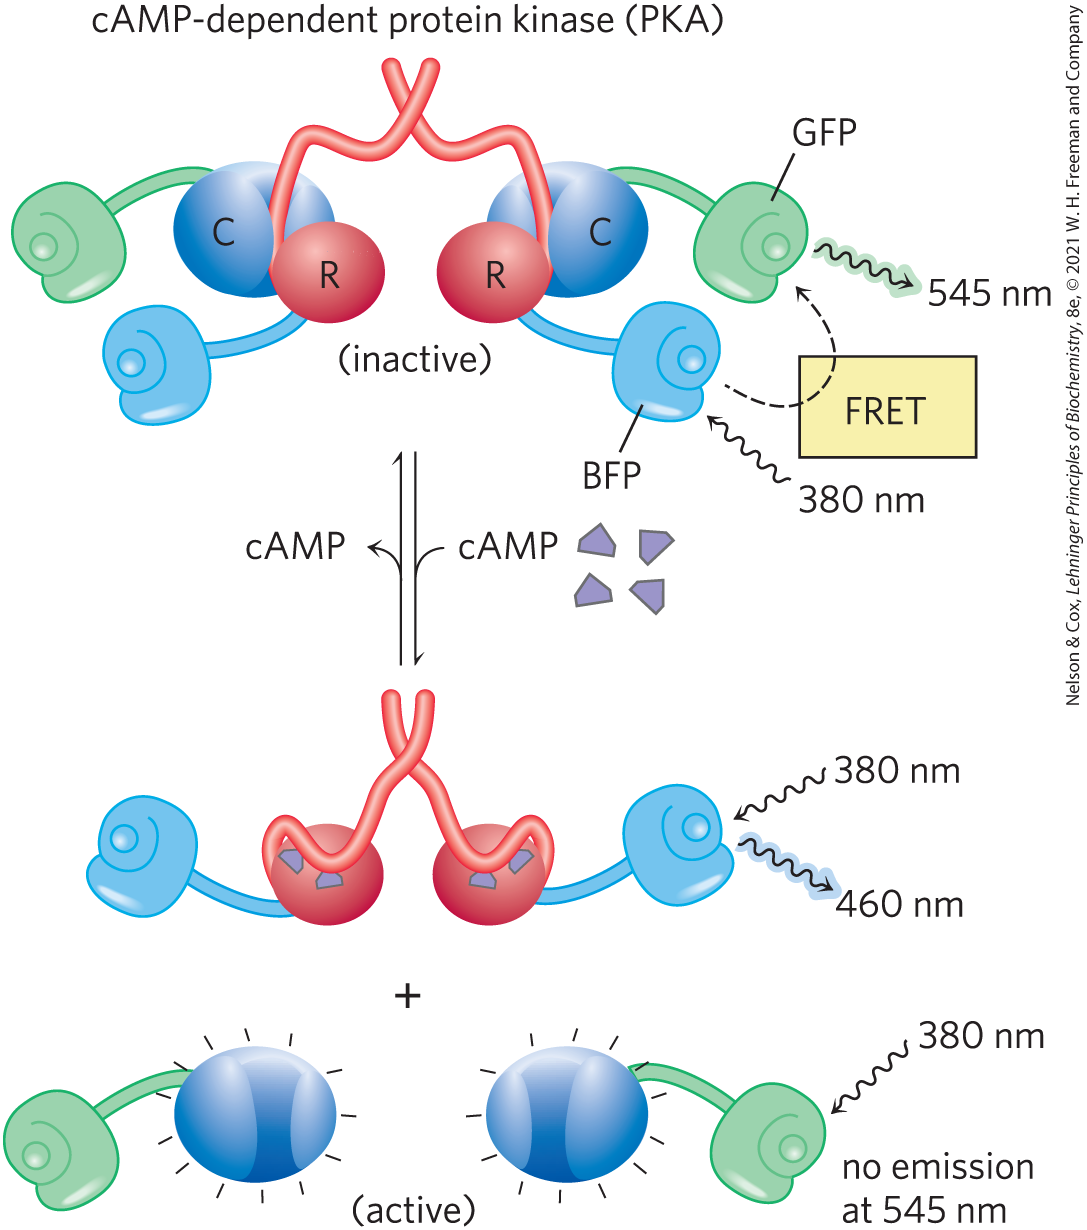 cAMP-dependent protein kinase (PKA)
GFP
C
R
R
C
545 nm
(inactive)
FRET
BFP
380 nm
cAMP
cAMP
380 nm
460 nm
+
380 nm
no emission
at 545 nm
(active)
Nelson & Cox, Lehninger Principles of Biochemistry, 8e, © 2021 W. H. Freeman and Company